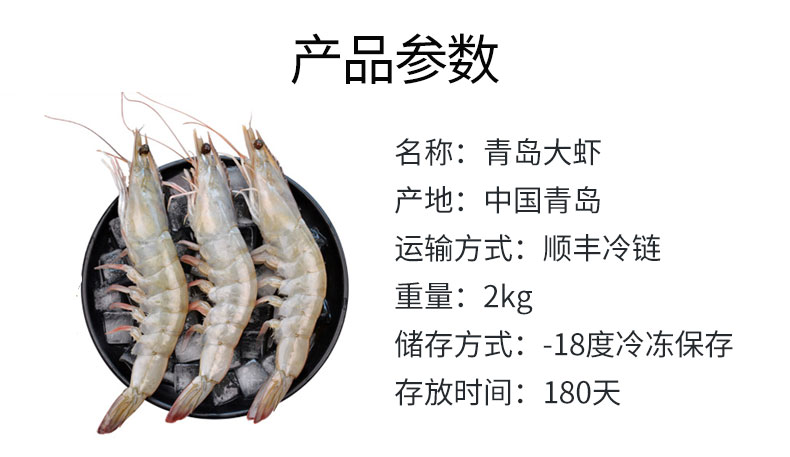 产品参数
名称：青岛大虾
产地：中国青岛
运输方式：顺丰冷链
重量：2kg
储存方式：-18度冷冻保存
存放时间：180天